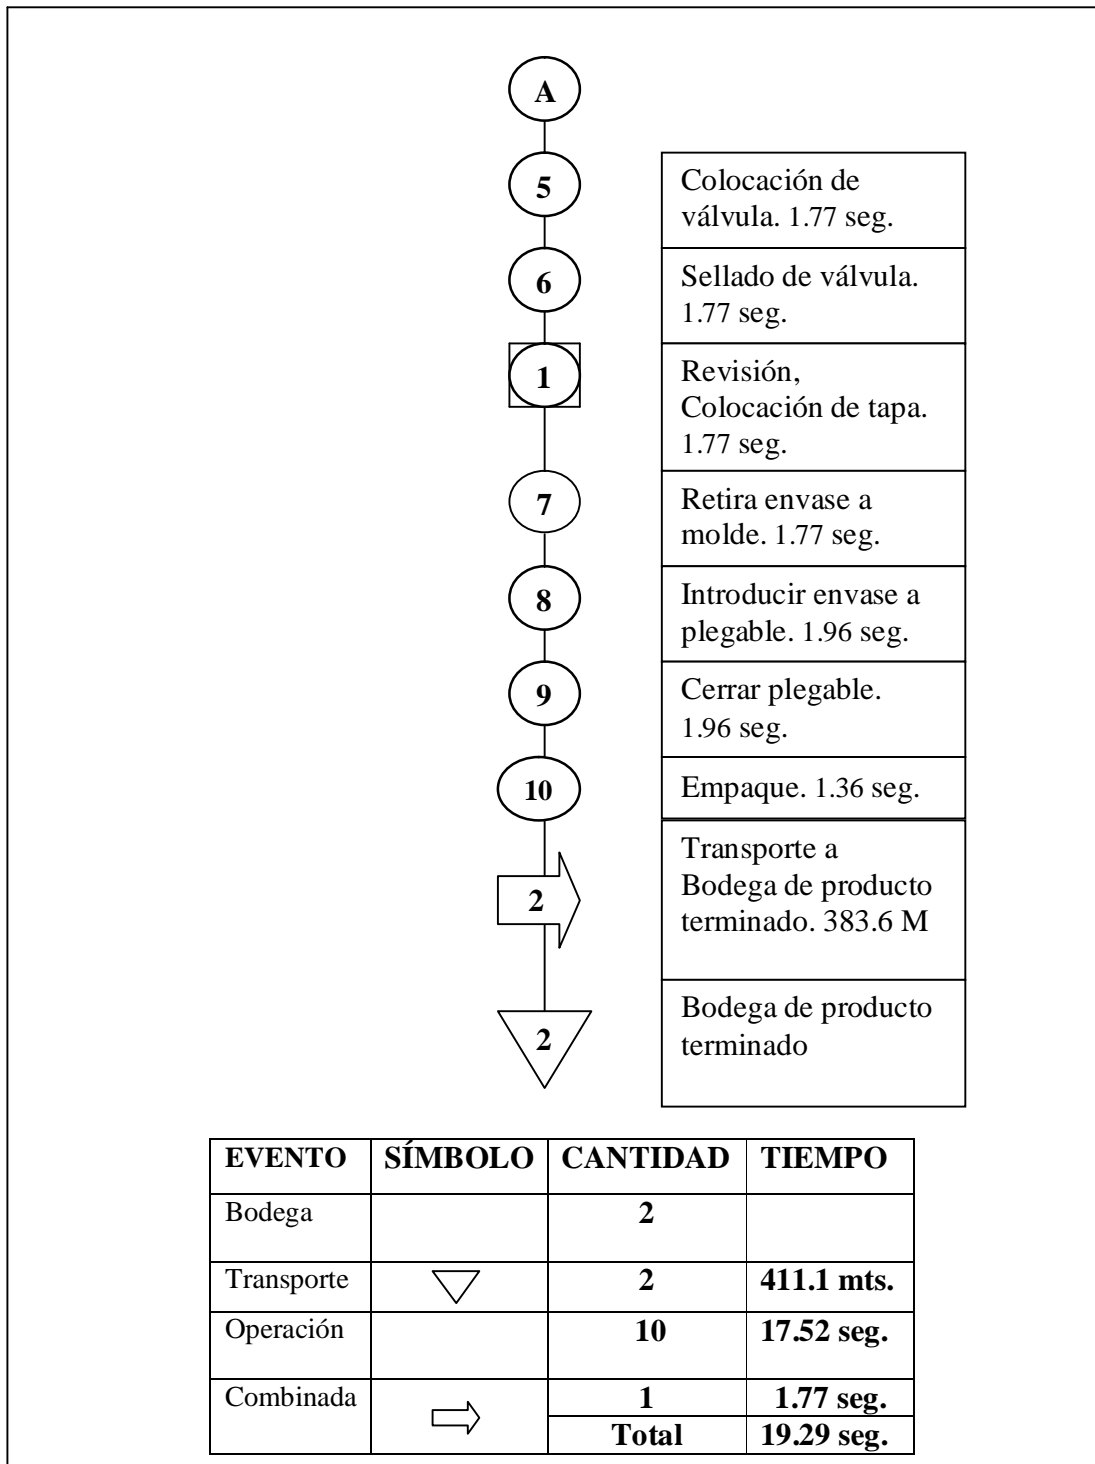 A
5
Colocación de
válvula. 1.77 seg.
6
Sellado de válvula.
1.77 seg.
1
Revisión,
Colocación de tapa.
1.77 seg.
7
Retira envase a
molde. 1.77 seg.
8
Introducir envase a
plegable. 1.96 seg.
9
Cerrar plegable.
1.96 seg.
10
Empaque. 1.36 seg.
2
Transporte a
Bodega de producto
terminado. 383.6 M
2
Bodega de producto
terminado
EVENTO SÍMBOLO CANTIDAD TIEMPO
Bodega 2
Transporte 2 411.1 mts.
Operación 10 17.52 seg.
Combinada 1 1.77 seg.
Total 19.29 seg.